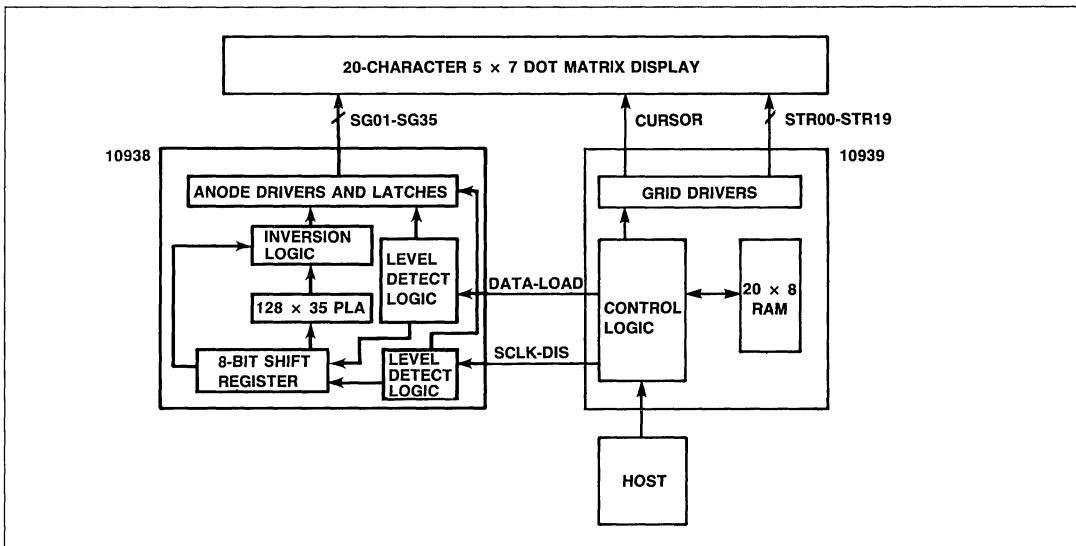 20-CHARACTER 5 × 7 DOT MATRIX DISPLAY
SG01-SG35
CURSOR
STR00-STR19
10938
10939
ANODE DRIVERS AND LATCHES
GRID DRIVERS
INVERSION
LOGIC
LEVEL
DETECT
LOGIC
DATA-LOAD
CONTROL
LOGIC
20 × 8
RAM
128 × 35 PLA
SCLK-DIS
8-BIT SHIFT
REGISTER
LEVEL
DETECT
LOGIC
HOST